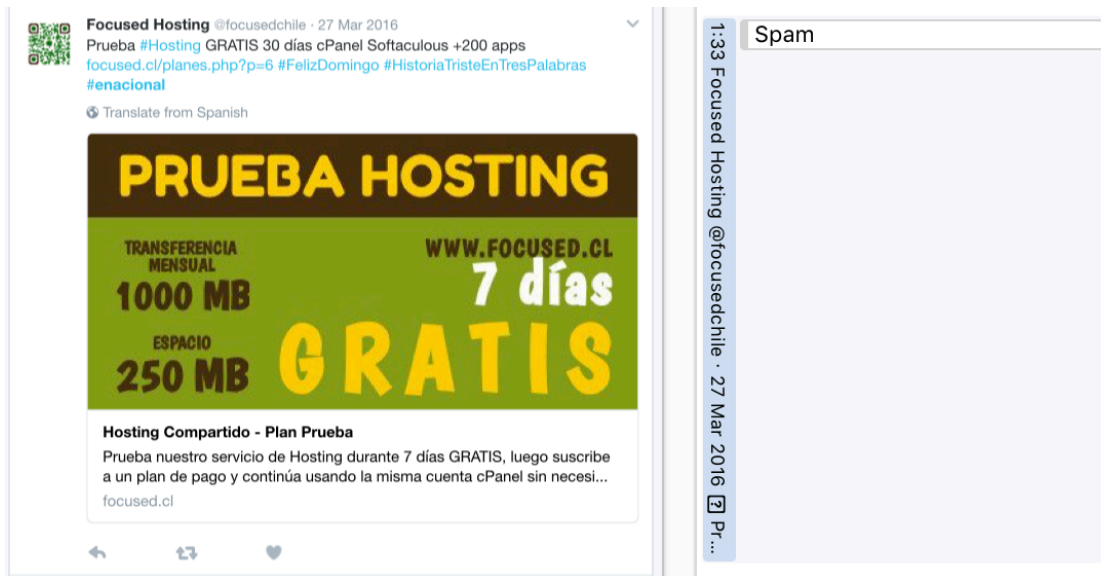 Focused Hosting @focusedchile · 27 Mar 2016
Prueba #Hosting GRATIS 30 días cPanel Softaculous +200 apps
focused.cl/planes.php?p=6 #FelizDomingo #HistoriaTristeEnTresPalabras
#enacional
Translate from Spanish
PRUEBA HOSTING
TRANSFERENCIA
MENSUAL
1000 MB
ESPACIO
250 MB
WWW.FOCUSED.CL
7 días
GRATIS
Hosting Compartido - Plan Prueba
Prueba nuestro servicio de Hosting durante 7 días GRATIS, luego suscribe
a un plan de pago y continúa usando la misma cuenta cPanel sin necesi...
focused.cl
1:33 Focused Hosting @focusedchile · 27 Mar 2016 ? Pr...
Spam